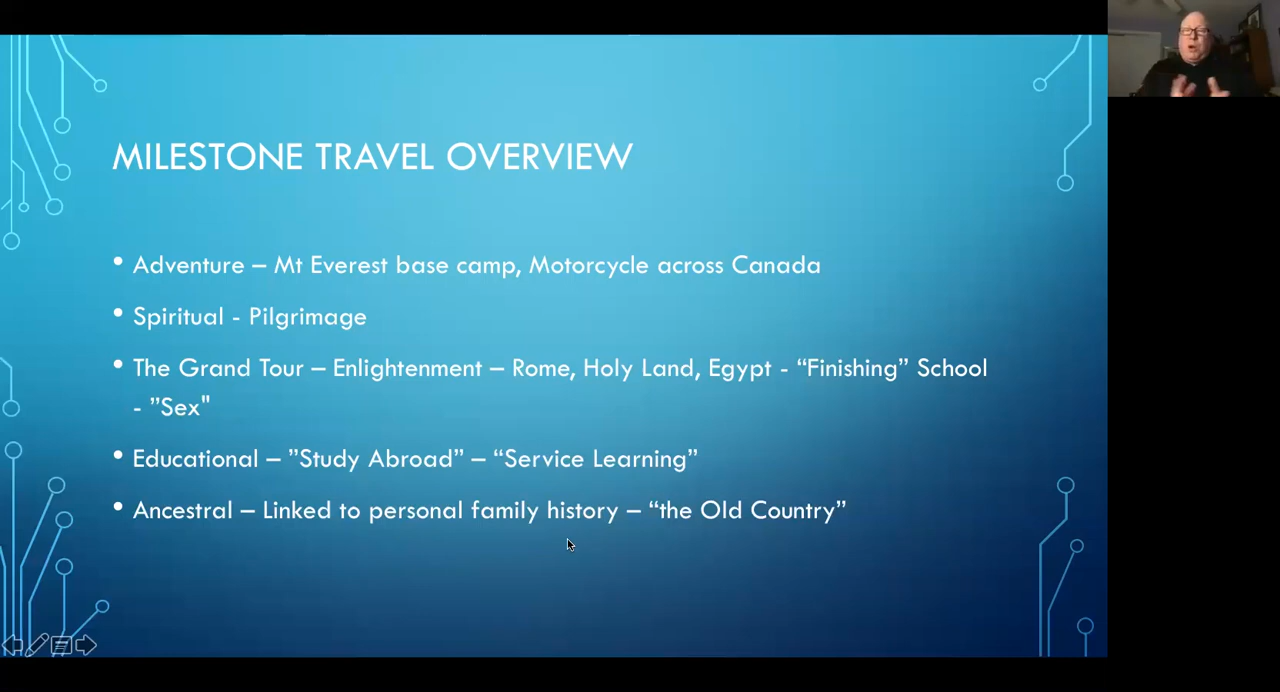 MILESTONE TRAVEL OVERVIEW
• Adventure – Mt Everest base camp, Motorcycle across Canada
• Spiritual - Pilgrimage
• The Grand Tour – Enlightenment – Rome, Holy Land, Egypt - “Finishing” School
- ”Sex"
• Educational – ”Study Abroad” – “Service Learning”
• Ancestral – Linked to personal family history – “the Old Country”